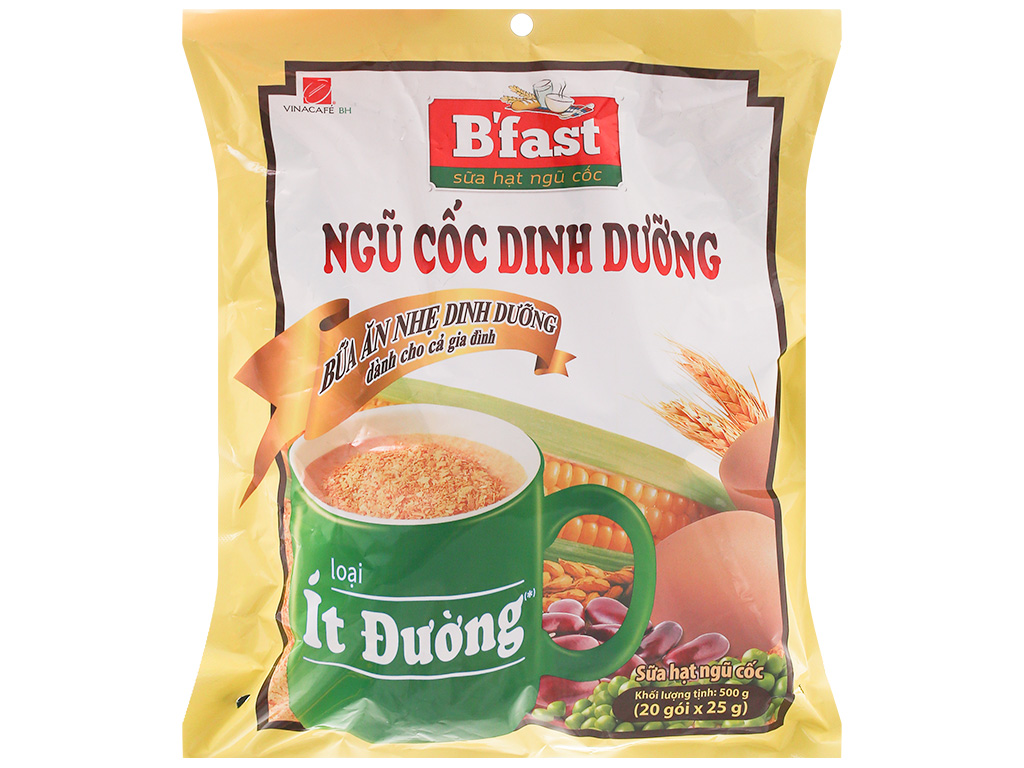 VINACAFÉ BH
B'fast
sữa hạt ngũ cốc
NGŨ CỐC DINH DƯỠNG
BỮA ĂN NHẸ DINH DƯỠNG
dành cho cả gia đình
loại
Ít Đường(*)
Sữa hạt ngũ cốc
Khối lượng tịnh: 500 g
(20 gói x 25 g)